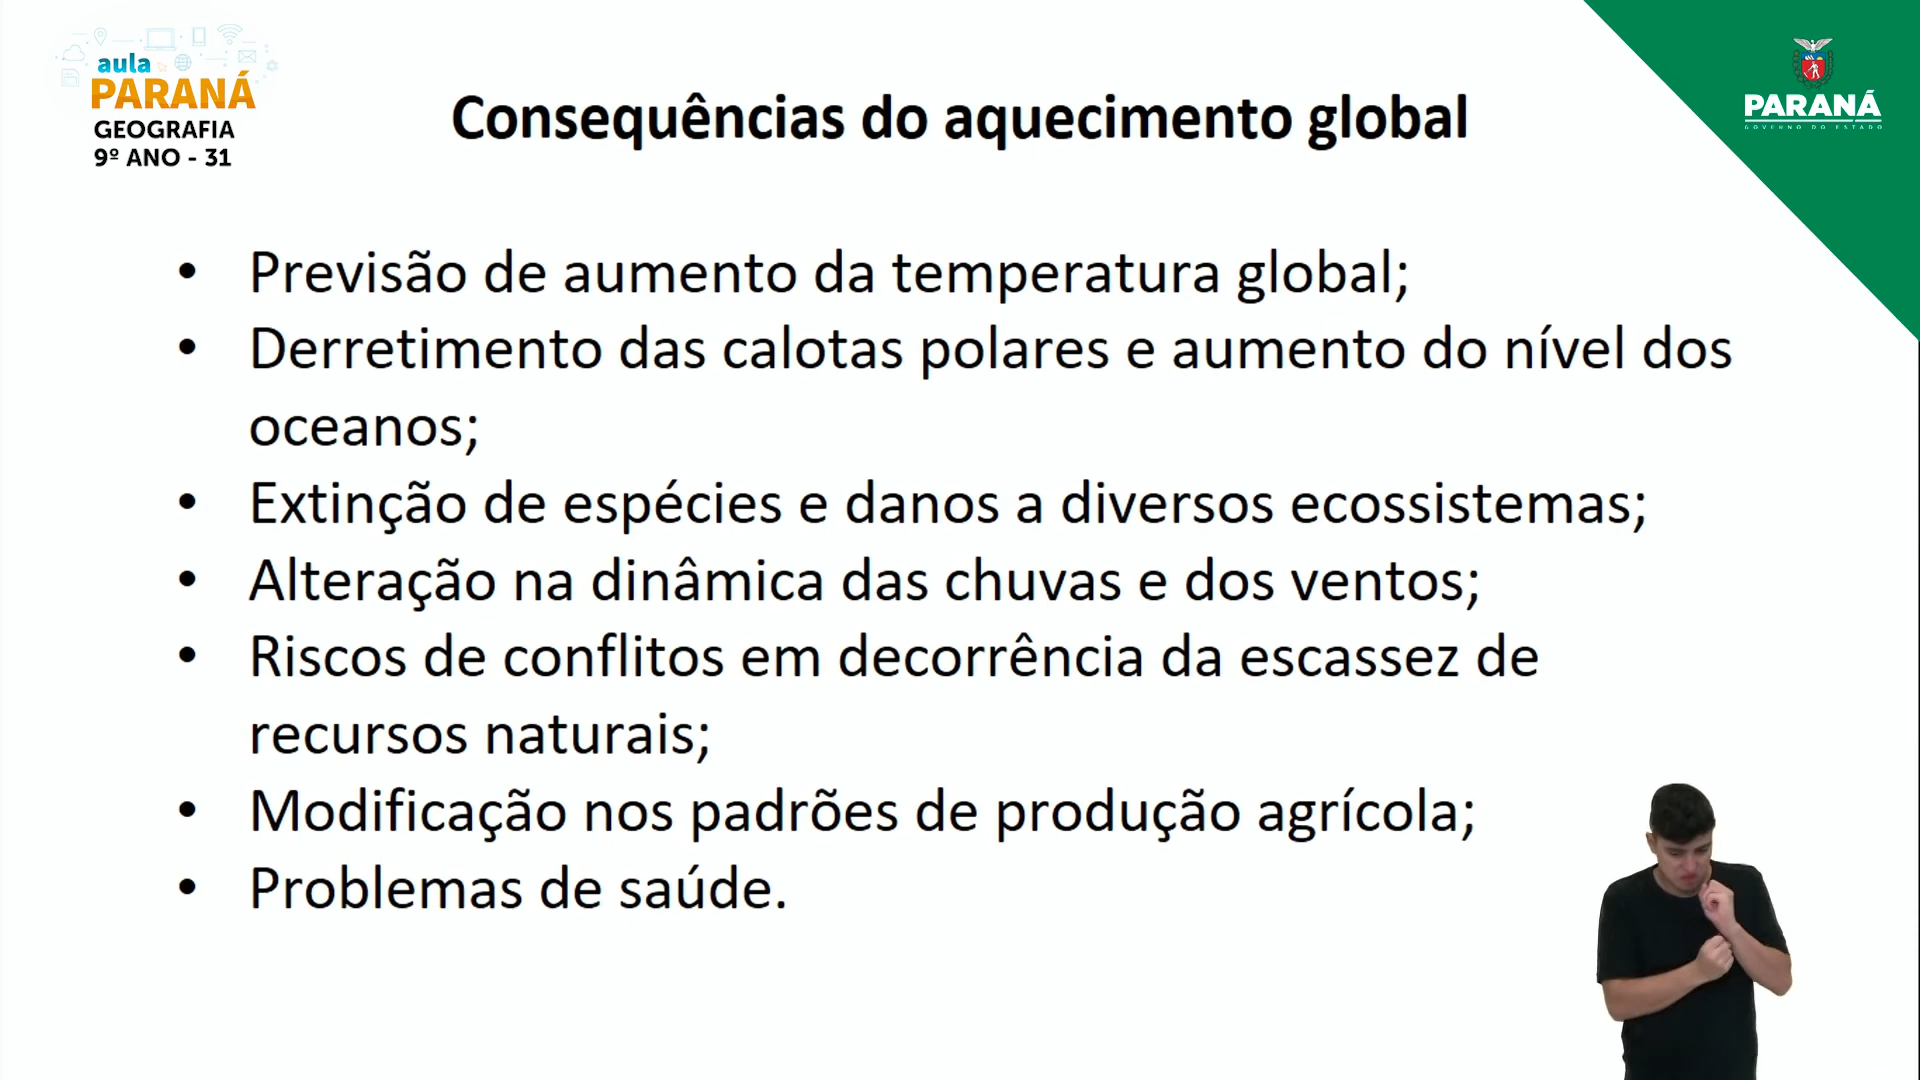 aula
PARANÁ
GEOGRAFIA
9º ANO - 31
Consequências do aquecimento global
PARANÁ
GOVERNO DO ESTADO
• Previsão de aumento da temperatura global;
• Derretimento das calotas polares e aumento do nível dos
oceanos;
• Extinção de espécies e danos a diversos ecossistemas;
• Alteração na dinâmica das chuvas e dos ventos;
• Riscos de conflitos em decorrência da escassez de
recursos naturais;
• Modificação nos padrões de produção agrícola;
• Problemas de saúde.